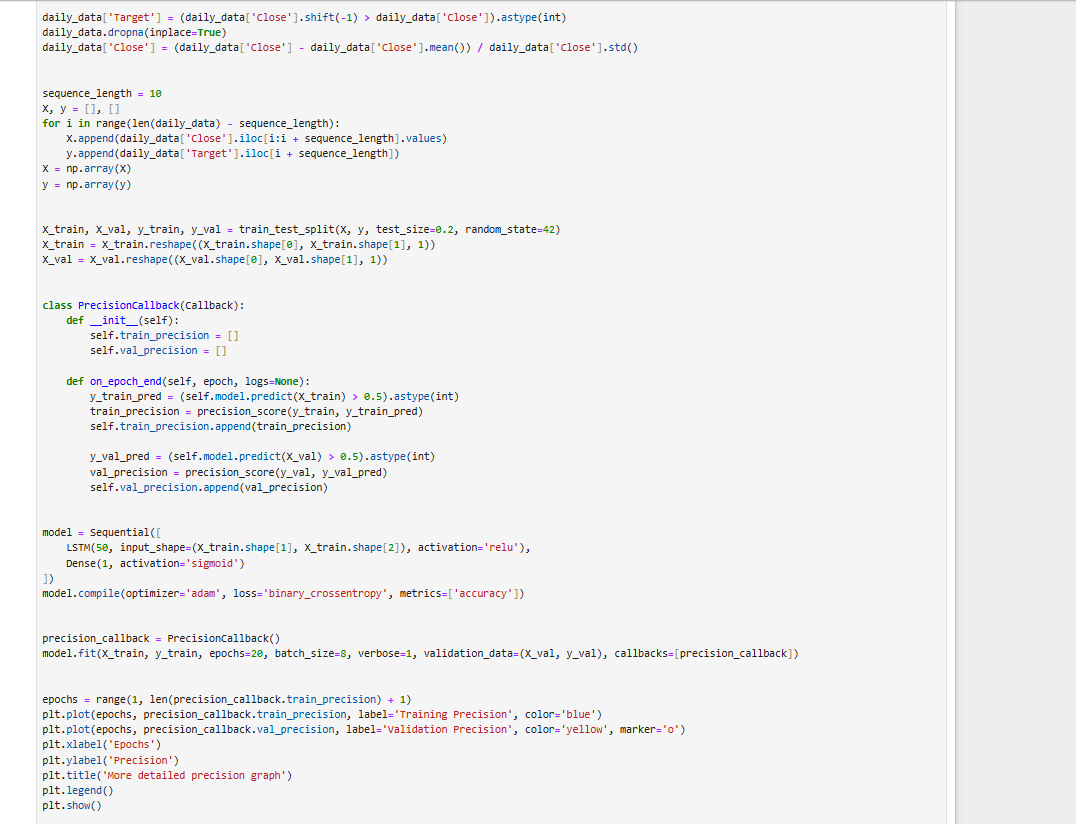 daily_data['Target'] = (daily_data['Close'].shift(-1) > daily_data['Close']).astype(int)
daily_data.dropna(inplace=True)
daily_data['Close'] = (daily_data['Close'] - daily_data['Close'].mean()) / daily_data['Close'].std()
sequence_length = 10
X, y = [], []
for i in range(len(daily_data) - sequence_length):
    X.append(daily_data['Close'].iloc[i:i + sequence_length].values)
    y.append(daily_data['Target'].iloc[i + sequence_length])
X = np.array(X)
y = np.array(y)
X_train, X_val, y_train, y_val = train_test_split(X, y, test_size=0.2, random_state=42)
X_train = X_train.reshape((X_train.shape[0], X_train.shape[1], 1))
X_val = X_val.reshape((X_val.shape[0], X_val.shape[1], 1))
class PrecisionCallback(Callback):
    def __init__(self):
        self.train_precision = []
        self.val_precision = []
    def on_epoch_end(self, epoch, logs=None):
        y_train_pred = (self.model.predict(X_train) > 0.5).astype(int)
        train_precision = precision_score(y_train, y_train_pred)
        self.train_precision.append(train_precision)
        y_val_pred = (self.model.predict(X_val) > 0.5).astype(int)
        val_precision = precision_score(y_val, y_val_pred)
        self.val_precision.append(val_precision)
model = Sequential([
    LSTM(50, input_shape=(X_train.shape[1], X_train.shape[2]), activation='relu'),
    Dense(1, activation='sigmoid')
])
model.compile(optimizer='adam', loss='binary_crossentropy', metrics=['accuracy'])
precision_callback = PrecisionCallback()
model.fit(X_train, y_train, epochs=20, batch_size=8, verbose=1, validation_data=(X_val, y_val), callbacks=[precision_callback])
epochs = range(1, len(precision_callback.train_precision) + 1)
plt.plot(epochs, precision_callback.train_precision, label='Training Precision', color='blue')
plt.plot(epochs, precision_callback.val_precision, label='Validation Precision', color='yellow', marker='o')
plt.xlabel('Epochs')
plt.ylabel('Precision')
plt.title('More detailed precision graph')
plt.legend()
plt.show()